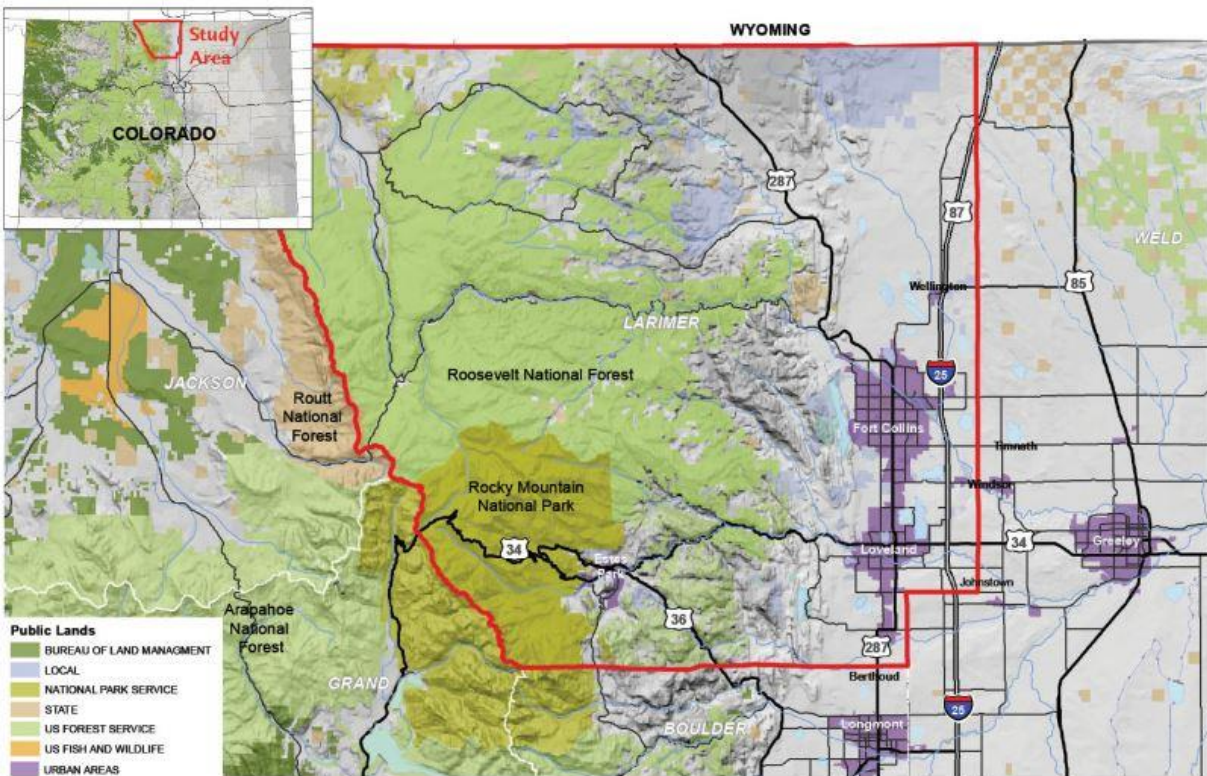 Study
Area
COLORADO
WYOMING
287
87
WELD
85
Wellington
LARIMER
25
JACKSON
Roosevelt National Forest
Routt
National
Forest
Fort Collins
Timnath
Rocky Mountain
National Park
Windsor
34
34
Loveland
Greeley
Estes
Park
Johnstown
Arapahoe
National
Forest
36
287
Berthoud
GRAND
BOULDER
Longmont
25
Public Lands
BUREAU OF LAND MANAGMENT
LOCAL
NATIONAL PARK SERVICE
STATE
US FOREST SERVICE
US FISH AND WILDLIFE
URBAN AREAS